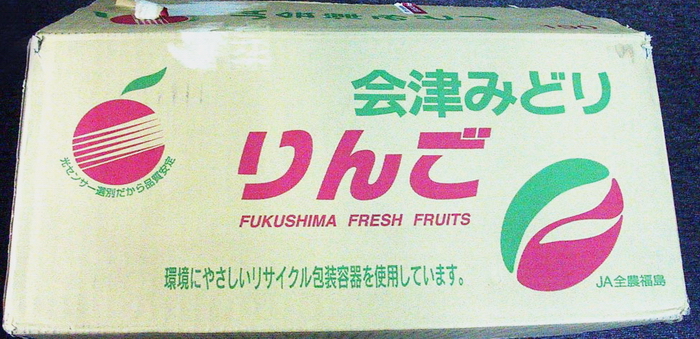 会津みどり
りんご
FUKUSHIMA FRESH FRUITS
光センサー選別だから品質安定
環境にやさしいリサイクル包装容器を使用しています。
JA全農福島